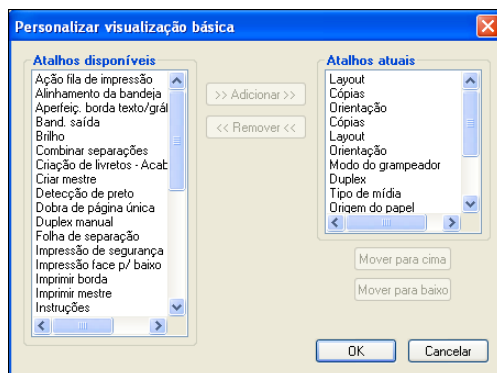 Personalizar visualização básica
Atalhos disponíveis
Ação fila de impressão
Alinhamento da bandeja
Aperfeiç. borda texto/grál
Band. saída
Brilho
Combinar separações
Criação de livretos - Acab
Criar mestre
Detecção de preto
Dobra de página única
Duplex manual
Folha de separação
Impressão de segurança
Impressão face p/ baixo
Imprimir borda
Imprimir mestre
Instruções
>> Adicionar >>
<< Remover <<
Atalhos atuais
Layout
Cópias
Orientação
Cópias
Layout
Orientação
Modo do grampeador
Duplex
Tipo de mídia
Origem do papel
Mover para cima
Mover para baixo
OK
Cancelar